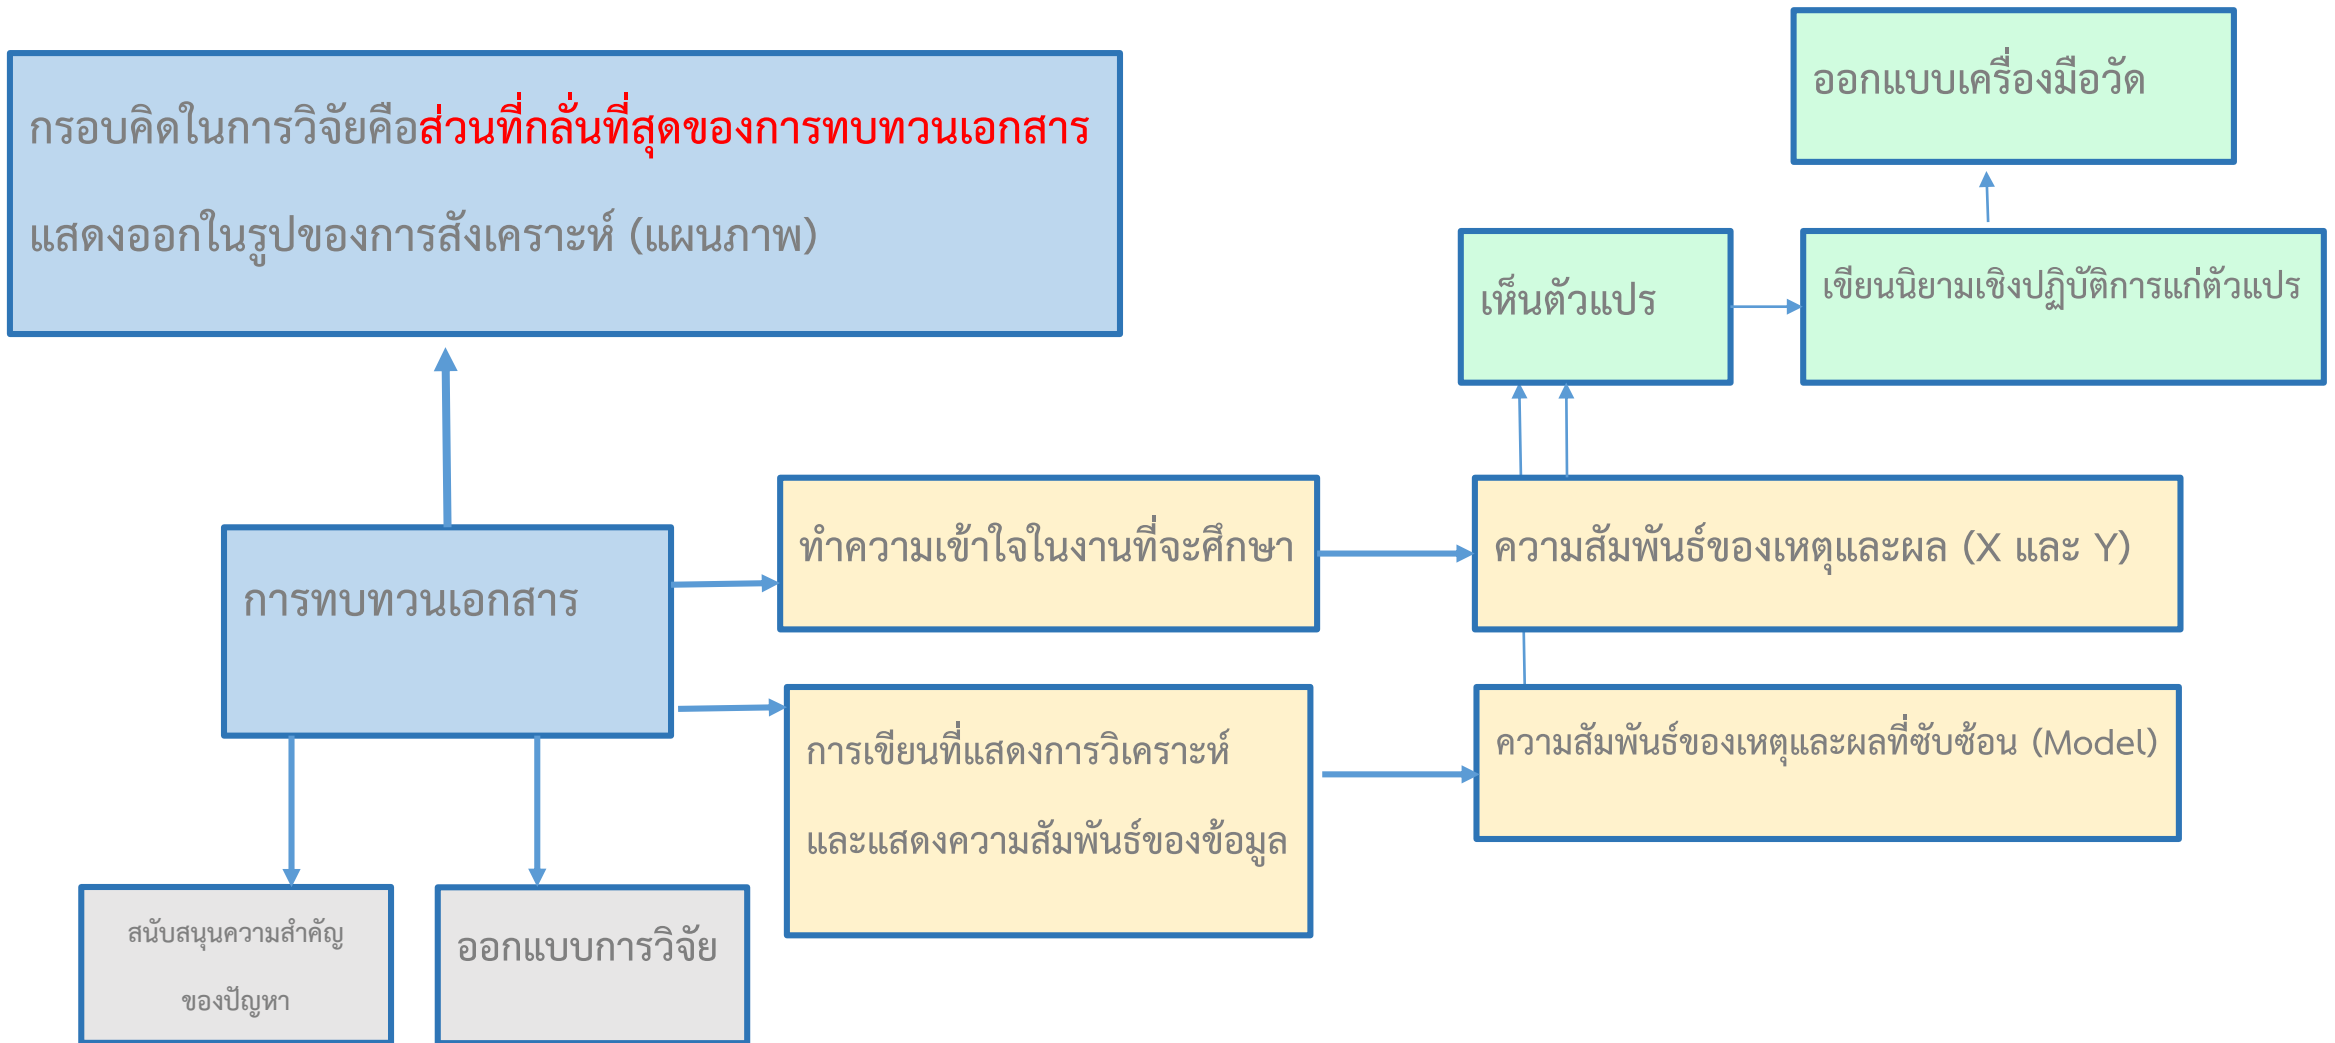 ออกแบบเครื่องมือวัด
กรอบคิดในการวิจัยคือส่วนที่กลั่นที่สุดของการทบทวนเอกสาร
แสดงออกในรูปของการสังเคราะห์ (แผนภาพ)
เห็นตัวแปร
เขียนนิยามเชิงปฏิบัติการแก่ตัวแปร
การทบทวนเอกสาร
ทำความเข้าใจในงานที่จะศึกษา
ความสัมพันธ์ของเหตุและผล (X และ Y)
การเขียนที่แสดงการวิเคราะห์
และแสดงความสัมพันธ์ของข้อมูล
ความสัมพันธ์ของเหตุและผลที่ซับซ้อน (Model)
สนับสนุนความสำคัญ
ของปัญหา
ออกแบบการวิจัย